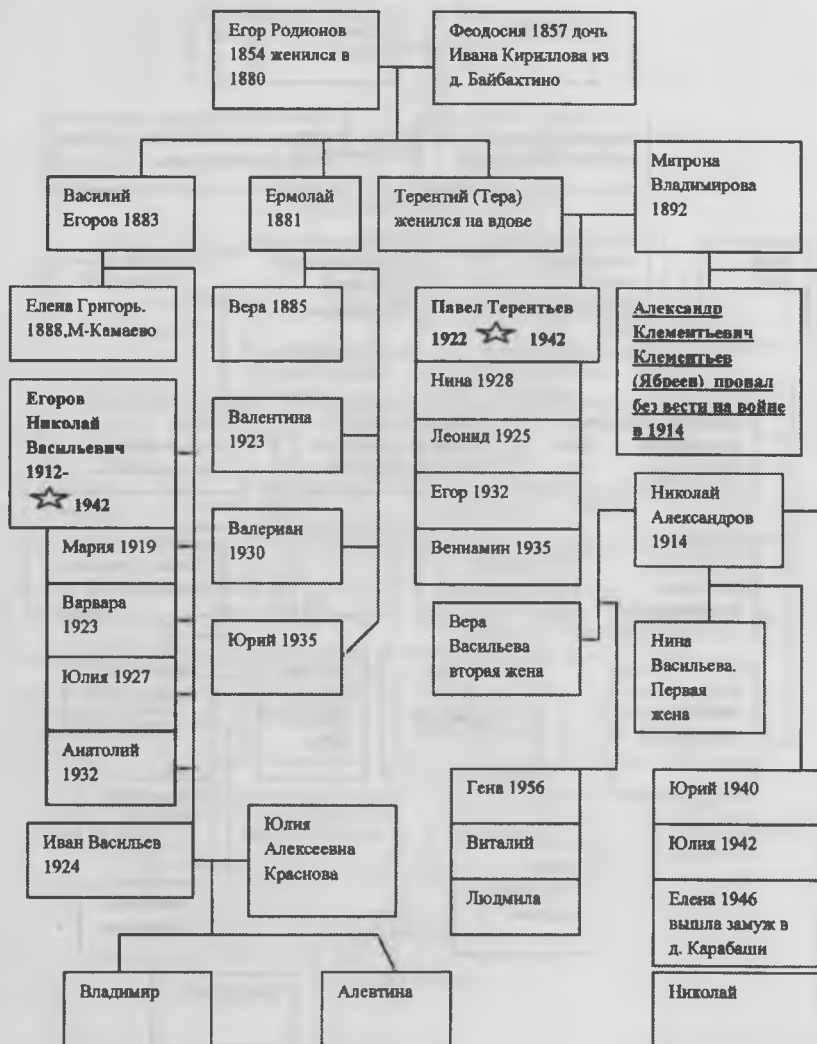 Егор Родионов
1854 женился в
1880
Феодосия 1857 дочь
Ивана Кириллова из
д. Байбахтино
Василий
Егоров 1883
Ермолай
1881
Терентий (Тера)
женился на вдове
Митрона
Владимирова
1892
Елена Григорь.
1888,М-Камаево
Вера 1885
Павел Терентьев
1922 1942
Александр
Клементьевич
Клементьев
(Ябреев) пропал
без вести на войне
в 1914
Егоров
Николай
Васильевич
1912-
1942
Мария 1919
Варвара
1923
Юлия 1927
Анатолий
1932
Валентина
1923
Валериан
1930
Юрий 1935
Нина 1928
Леонид 1925
Егор 1932
Вениамин 1935
Николай
Александров
1914
Вера
Васильева
вторая жена
Нина
Васильева.
Первая
жена
Иван Васильев
1924
Юлия
Алексеевна
Краснова
Гена 1956
Виталий
Людмила
Юрий 1940
Юлия 1942
Елена 1946
вышла замуж в
д. Карабаши
Николай
Владимир
Алевтина